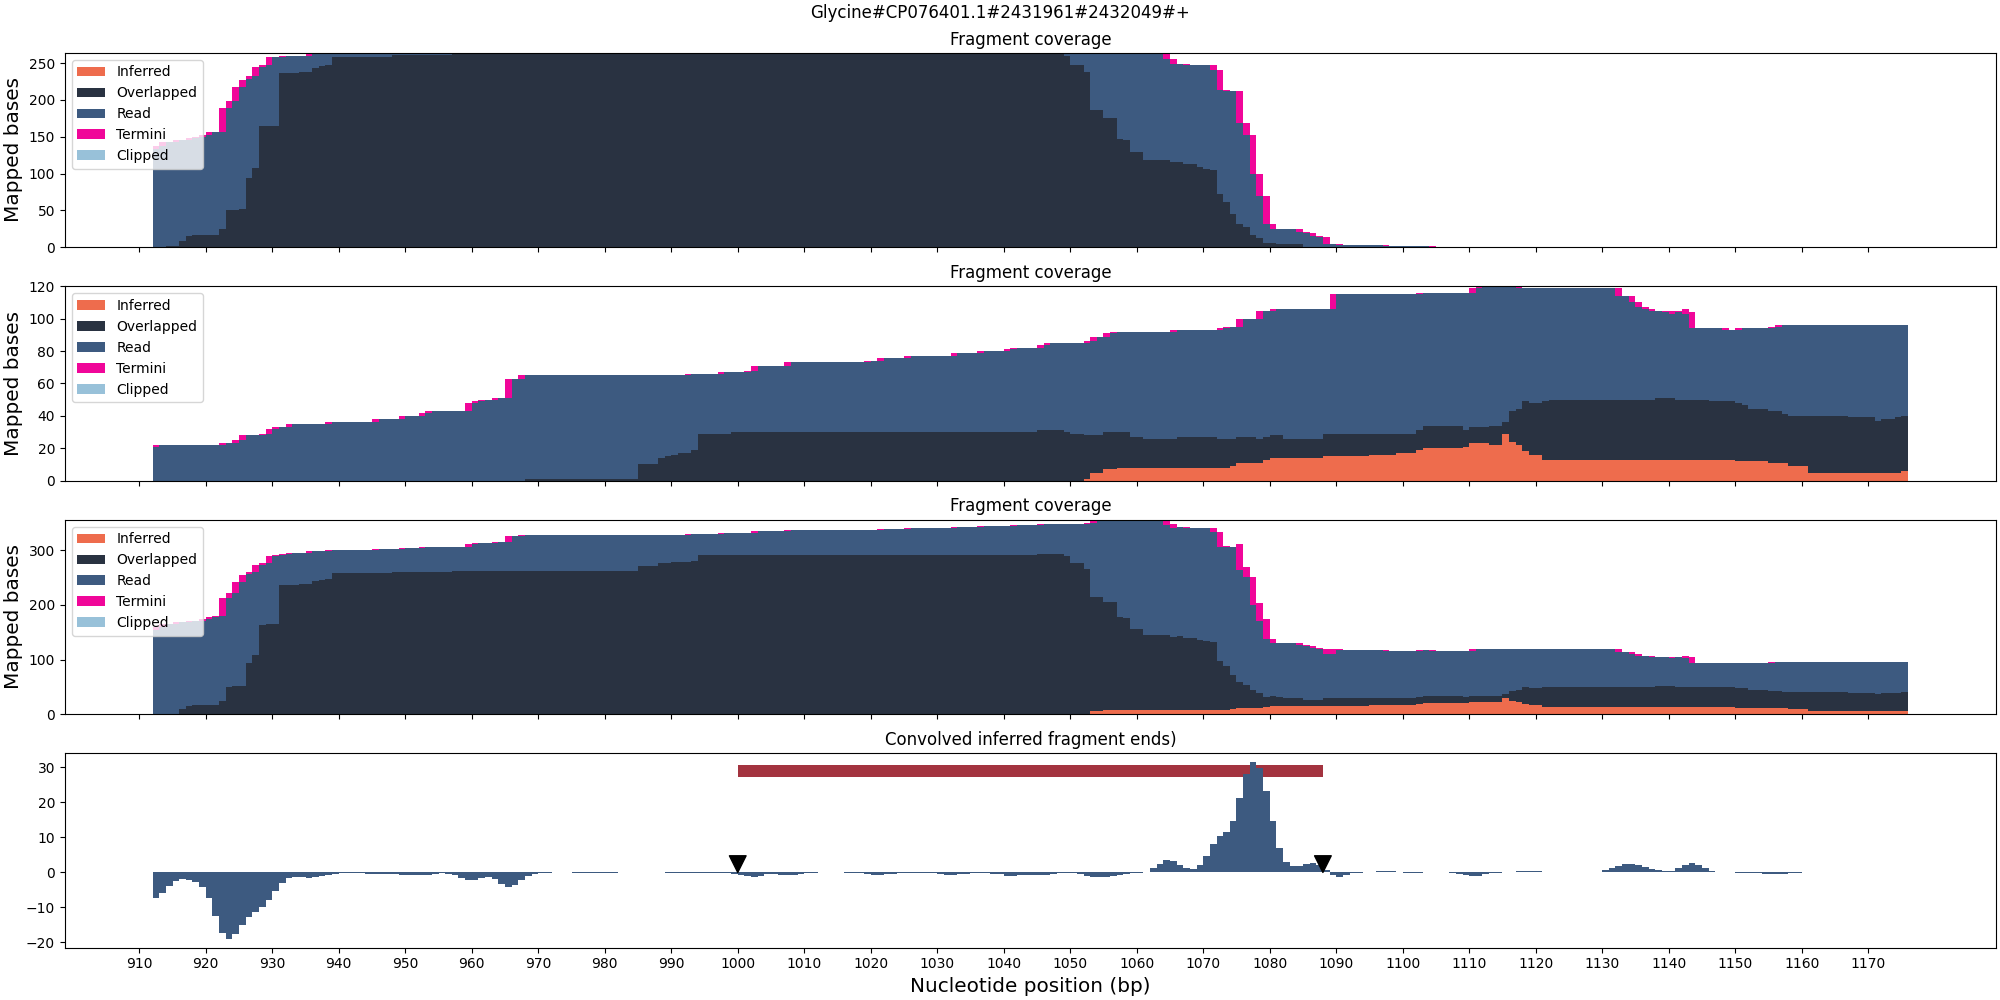 Glycine#CP076401.1#2431961#2432049#+
Fragment coverage
Mapped bases
250
200
150
100
50
0
Inferred
Overlapped
Read
Termini
Clipped
Fragment coverage
Mapped bases
120
100
80
60
40
20
0
Inferred
Overlapped
Read
Termini
Clipped
Fragment coverage
Mapped bases
300
200
100
0
Inferred
Overlapped
Read
Termini
Clipped
Convolved inferred fragment ends)
30
20
10
0
−10
−20
910 920 930 940 950 960 970 980 990 1000 1010 1020 1030 1040 1050 1060 1070 1080 1090 1100 1110 1120 1130 1140 1150 1160 1170
Nucleotide position (bp)